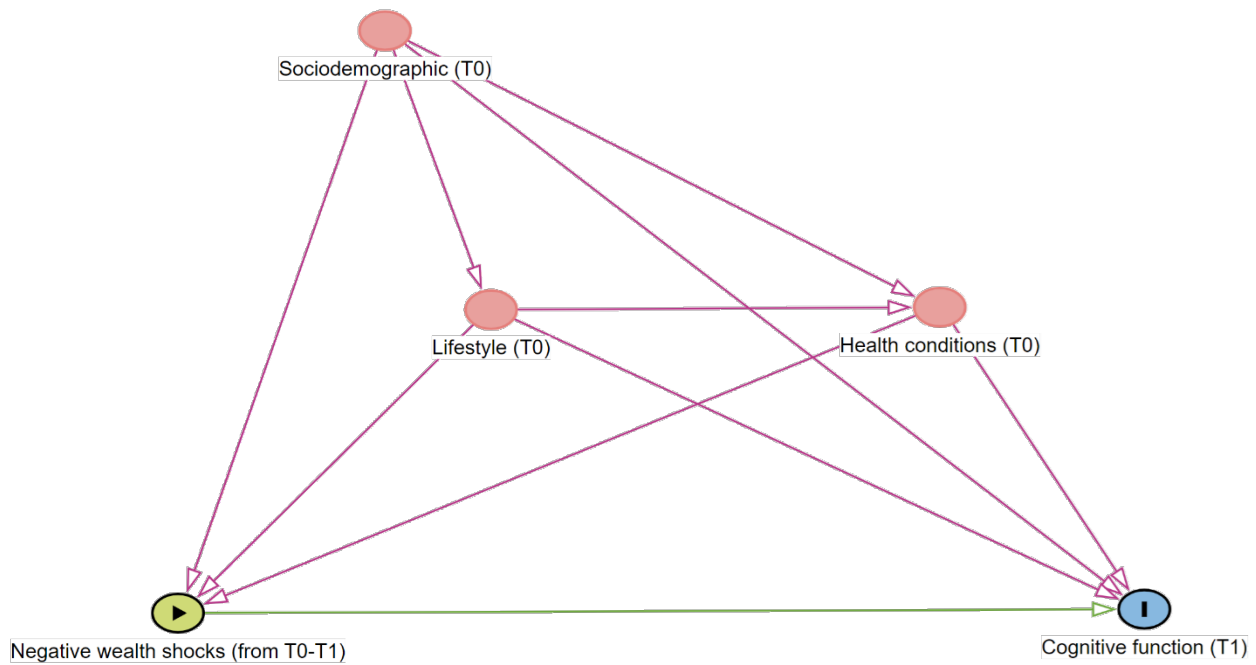 Sociodemographic (T0)
Lifestyle (T0)
Health conditions (T0)
Negative wealth shocks (from T0-T1)
Cognitive function (T1)